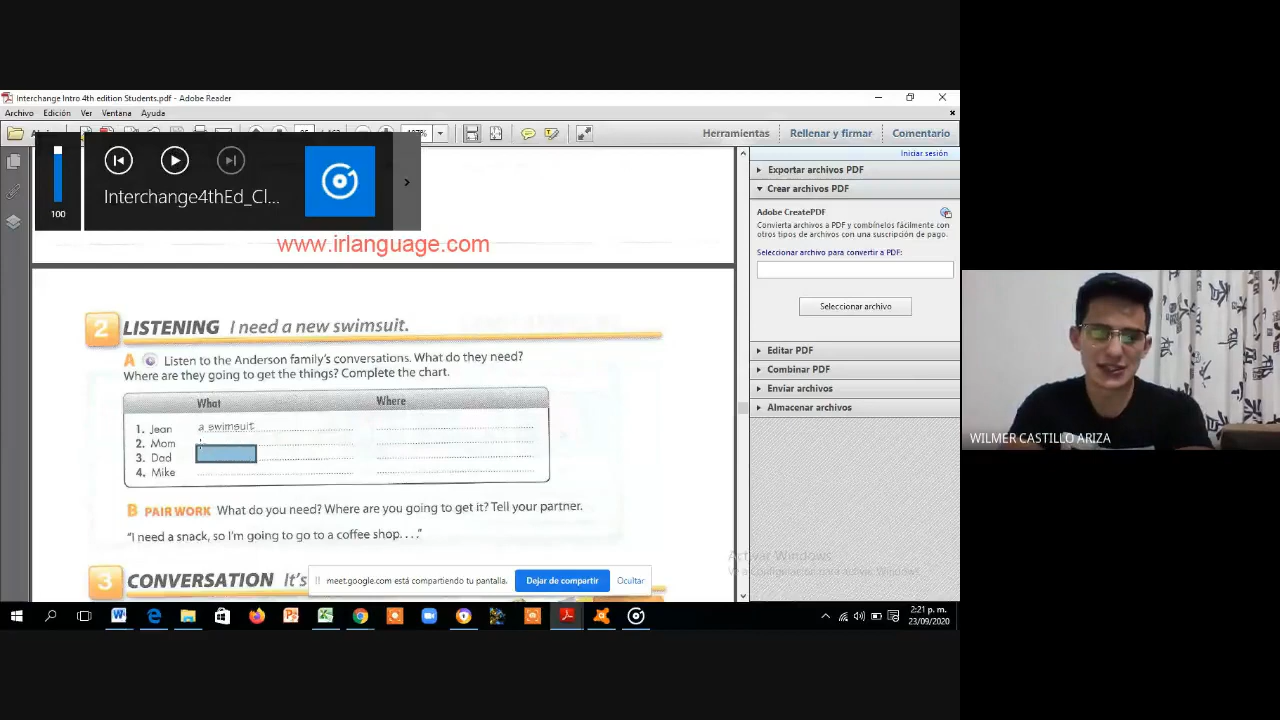 Interchange Intro 4th edition Students.pdf - Adobe Reader
Archivo Edición Ver Ventana Ayuda
Herramientas Rellenar y firmar Comentario
Iniciar sesión
Interchange4thEd_Cl...
100
Exportar archivos PDF
Crear archivos PDF
Adobe CreatePDF
Convierta archivos a PDF y combínelos fácilmente con
otros tipos de archivos con una suscripción de pago.
Seleccionar archivo para convertir a PDF:
Seleccionar archivo
Editar PDF
Combinar PDF
Enviar archivos
Almacenar archivos
www.irlanguage.com
2 LISTENING I need a new swimsuit.
A Listen to the Anderson family's conversations. What do they need?
Where are they going to get the things? Complete the chart.
What Where
1. Jean a swimsuit
2. Mom
3. Dad
4. Mike
B PAIR WORK What do you need? Where are you going to get it? Tell your partner.
"I need a snack, so I'm going to go to a coffee shop. . . ."
3 CONVERSATION It's
meet.google.com está compartiendo tu pantalla. Dejar de compartir Ocultar
Activar Windows
Ve a Configuración para activar Windows.
2:21 p. m.
23/09/2020
WILMER CASTILLO ARIZA